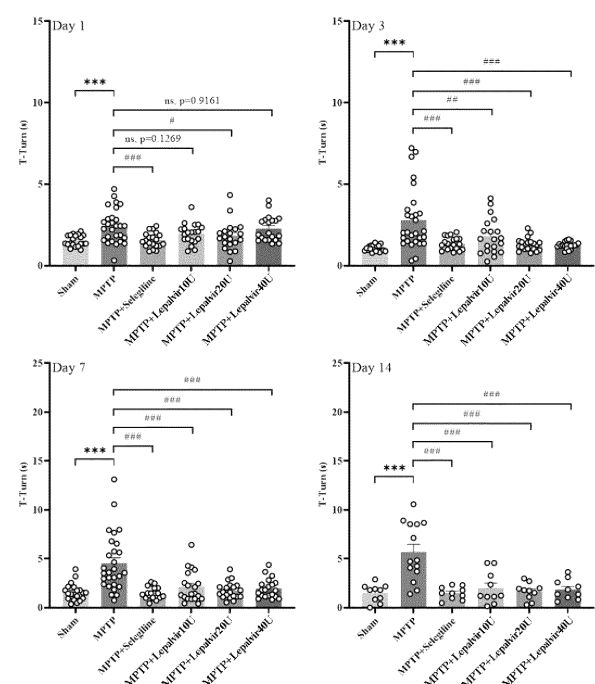 Day 1
15
10
5
0
T-Turn (s)
***
ns, p=0.9161
#
ns, p=0.1269
###
Sham
MPTP
MPTP+Selegiline
MPTP+Lepalvir10U
MPTP+Lepalvir20U
MPTP+Lepalvir40U
Day 3
15
10
5
0
T-Turn (s)
***
###
###
##
###
Sham
MPTP
MPTP+Selegiline
MPTP+Lepalvir10U
MPTP+Lepalvir20U
MPTP+Lepalvir40U
Day 7
25
20
15
10
5
0
T-Turn (s)
***
###
###
###
###
Sham
MPTP
MPTP+Selegiline
MPTP+Lepalvir10U
MPTP+Lepalvir20U
MPTP+Lepalvir40U
Day 14
25
20
15
10
5
0
T-Turn (s)
***
###
###
###
###
Sham
MPTP
MPTP+Selegiline
MPTP+Lepalvir10U
MPTP+Lepalvir20U
MPTP+Lepalvir40U